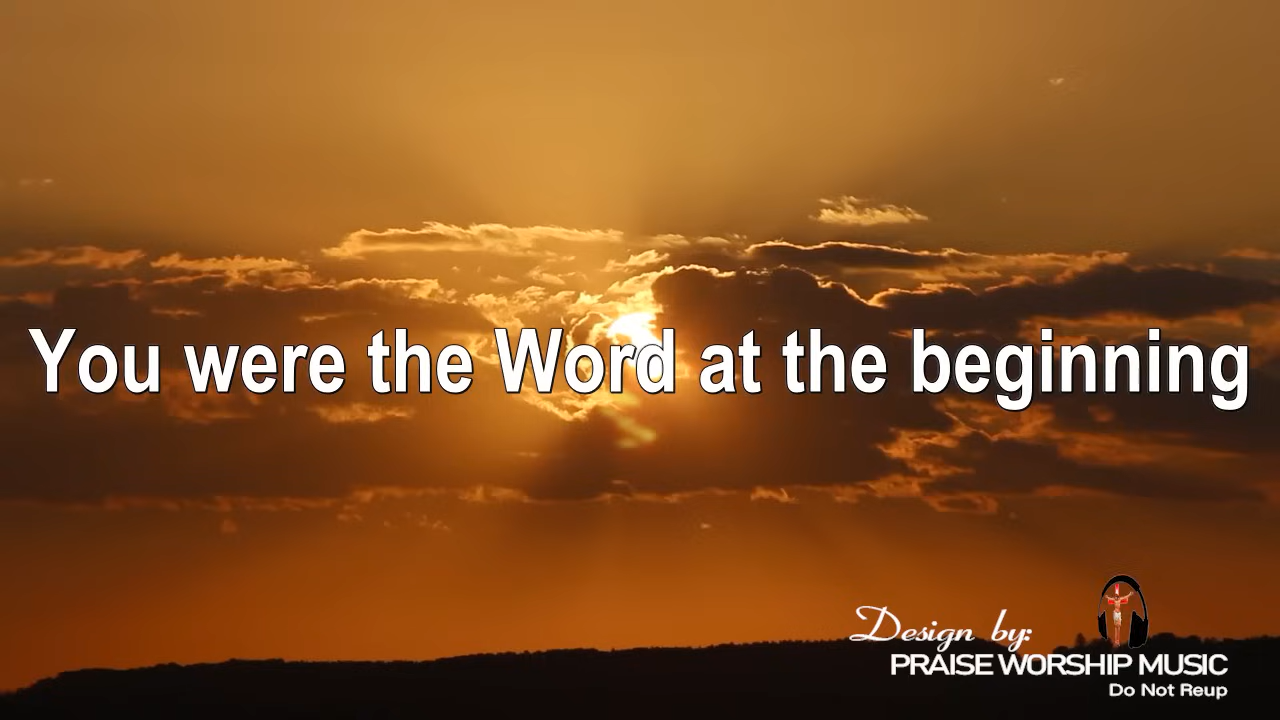 You were the Word at the beginning
Design by:
PRAISE WORSHIP MUSIC
Do Not Reup